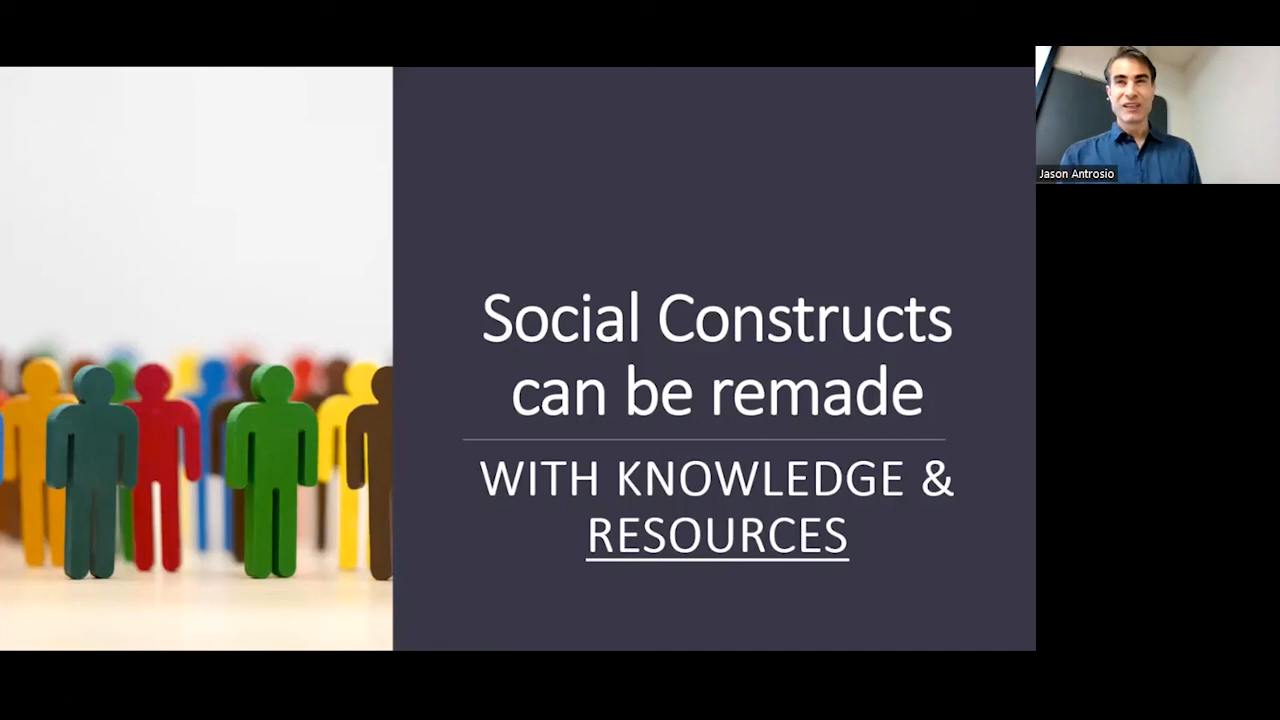 Social Constructs
can be remade
WITH KNOWLEDGE &
RESOURCES
Jason Antrosio